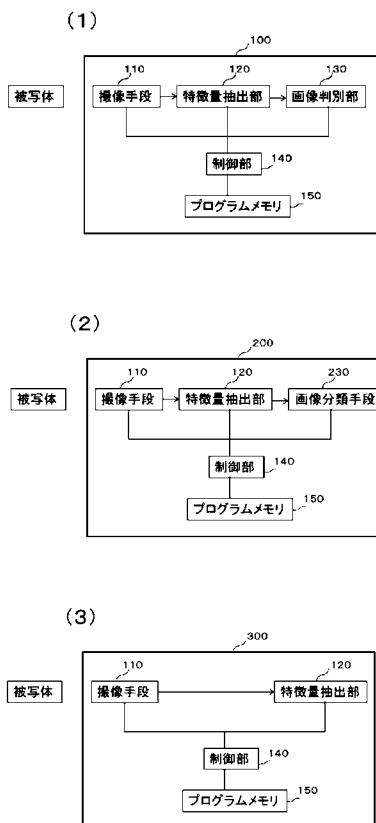 (1)
100
110 120 130
被写体 撮像手段 特徴量抽出部 画像判別部
140
制御部
150
プログラムメモリ
(2)
200
110 120 230
被写体 撮像手段 特徴量抽出部 画像分類手段
140
制御部
150
プログラムメモリ
(3)
300
110 120
被写体 撮像手段 特徴量抽出部
140
制御部
150
プログラムメモリ